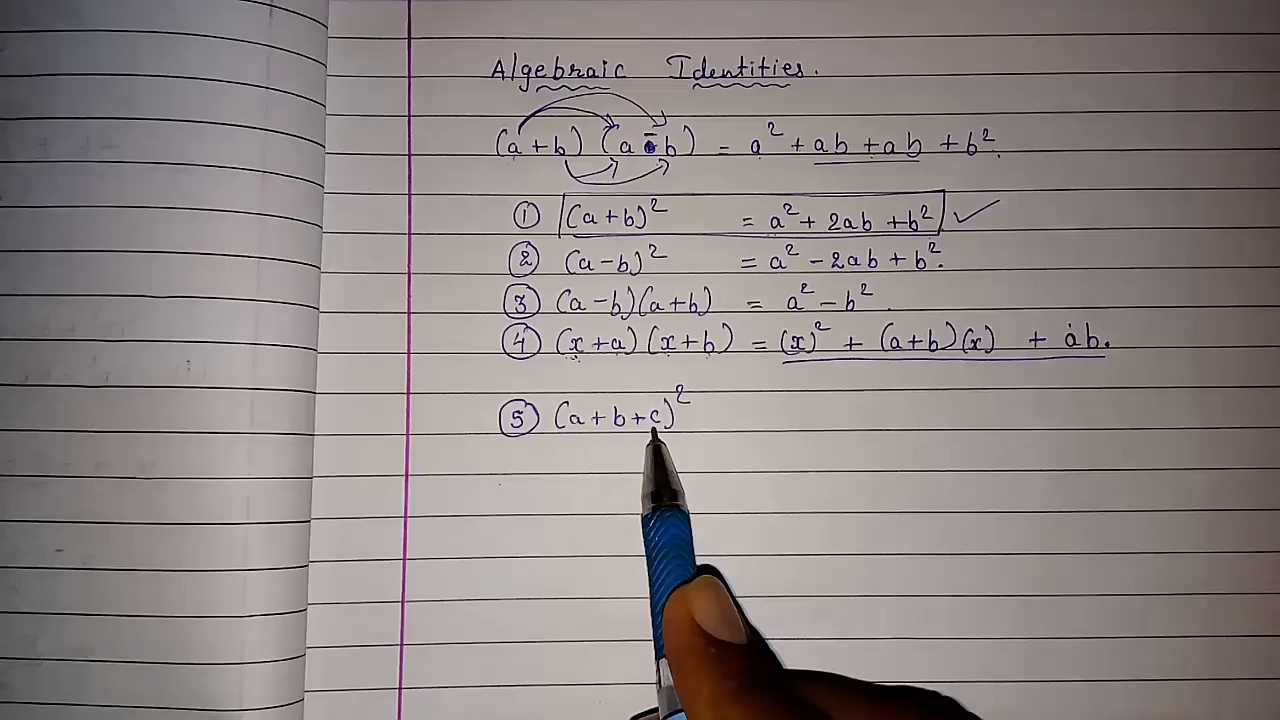 Algebraic Identities.
(a+b) (a-b) = a² + ab + ab + b².
① (a+b)² = a² + 2ab + b² ✓
② (a-b)² = a² - 2ab + b².
③ (a-b)(a+b) = a² - b².
④ (x+a)(x+b) = (x)² + (a+b)(x) + ab.
⑤ (a+b+c)²